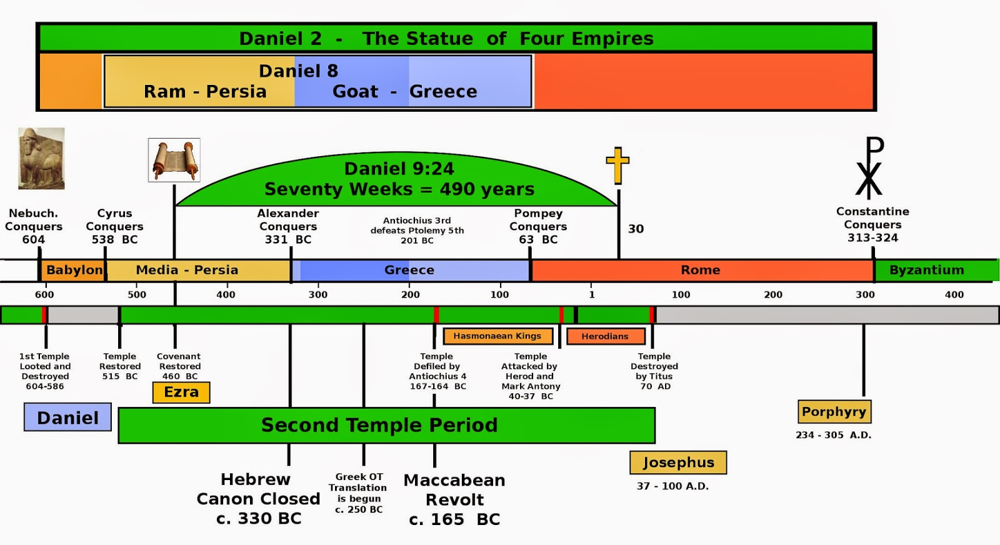 Daniel 2 - The Statue of Four Empires
Daniel 8
Ram - Persia Goat - Greece
Daniel 9:24
Seventy Weeks = 490 years
Nebuch.
Conquers
604
Cyrus
Conquers
538 BC
Alexander
Conquers
331 BC
Antiochius 3rd
defeats Ptolemy 5th
201 BC
Pompey
Conquers
63 BC
30
P
X
Constantine
Conquers
313-324
Babylon Media - Persia Greece Rome Byzantium
600 500 400 300 200 100 1 100 200 300 400
Hasmonaean Kings
Herodians
1st Temple
Looted and
Destroyed
604-586
Temple
Restored
515 BC
Covenant
Restored
460 BC
Ezra
Temple
Defiled by
Antiochius 4
167-164 BC
Temple
Attacked by
Herod and
Mark Antony
40-37 BC
Temple
Destroyed
by Titus
70 AD
Daniel
Second Temple Period
Porphyry
234 - 305 A.D.
Josephus
37 - 100 A.D.
Hebrew
Canon Closed
c. 330 BC
Greek OT
Translation
is begun
c. 250 BC
Maccabean
Revolt
c. 165 BC